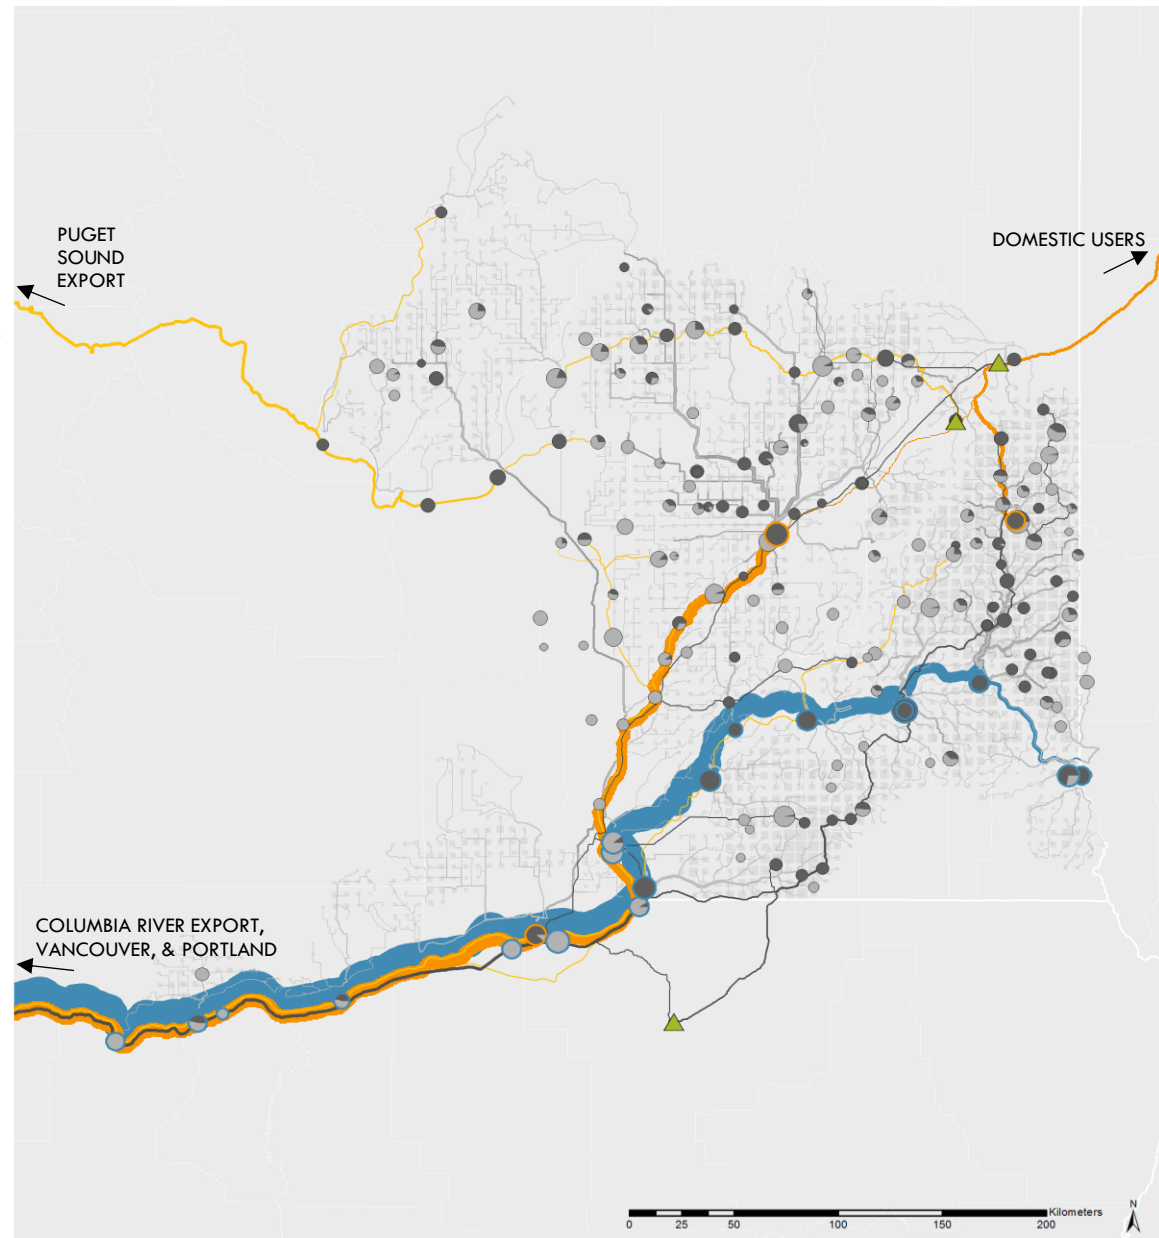 PUGET
SOUND
EXPORT
DOMESTIC USERS
COLUMBIA RIVER EXPORT,
VANCOUVER, & PORTLAND
N
Kilometers
0 25 50 100 150 200